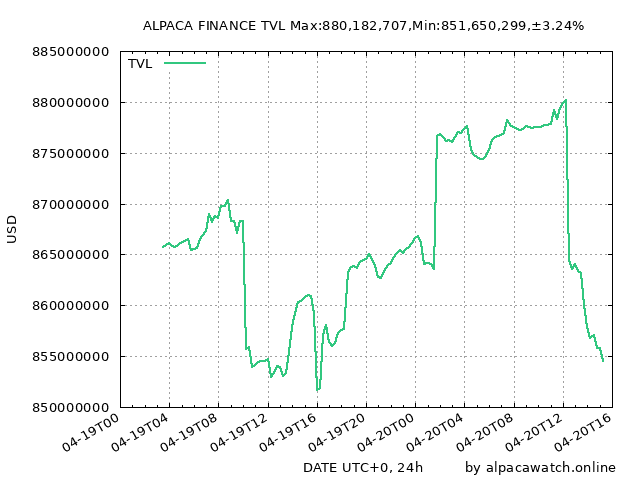 ALPACA FINANCE TVL Max:880,182,707,Min:851,650,299,±3.24%
TVL
885000000
880000000
875000000
870000000
865000000
860000000
855000000
850000000
USD
04-19T00
04-19T04
04-19T08
04-19T12
04-19T16
04-19T20
04-20T00
04-20T04
04-20T08
04-20T12
04-20T16
DATE UTC+0, 24h
by alpacawatch.online